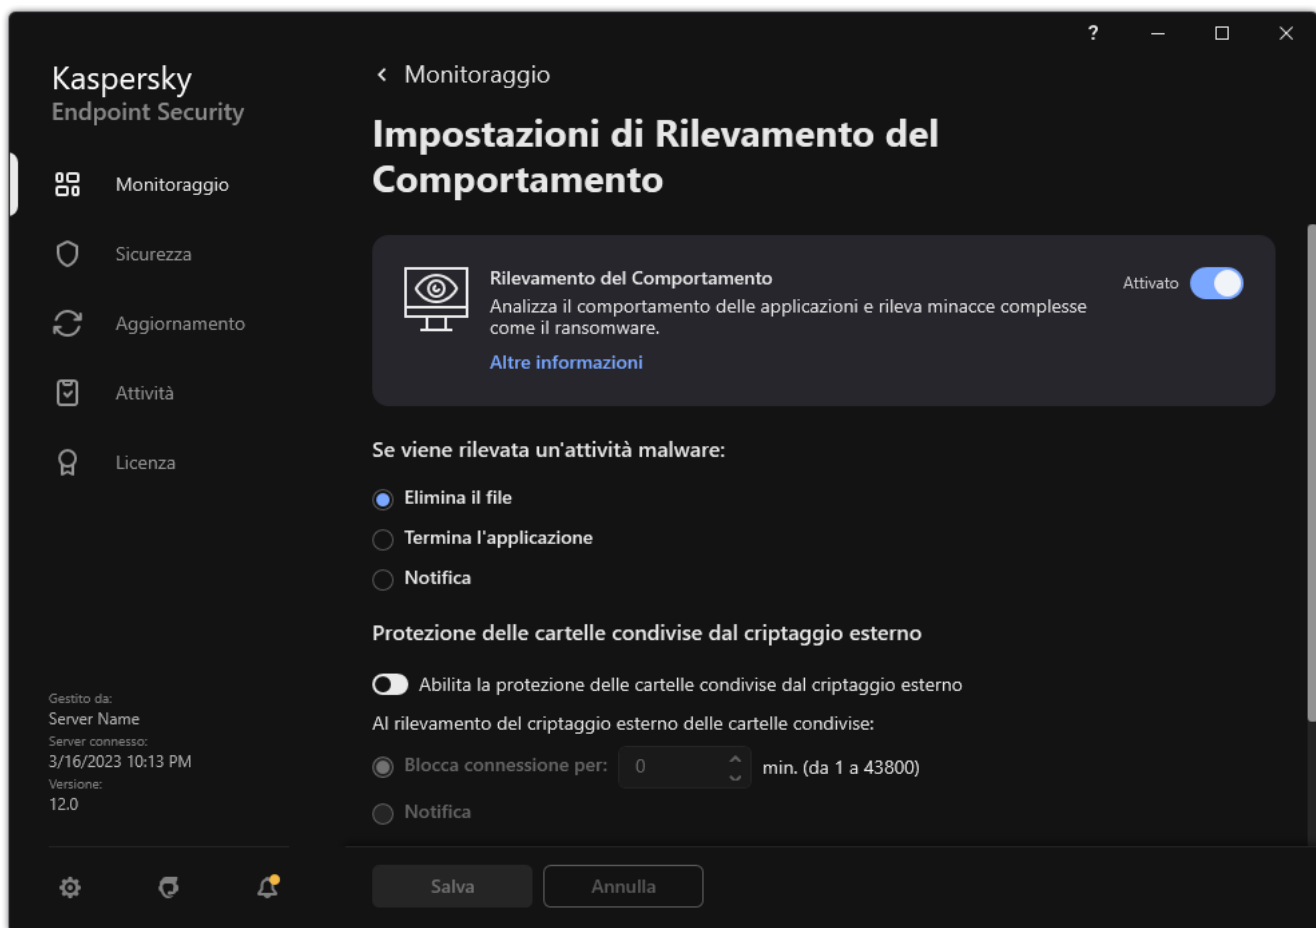 ?
Kaspersky
Endpoint Security
Monitoraggio
Sicurezza
Aggiornamento
Attività
Licenza
Gestito da:
Server Name
Server connesso:
3/16/2023 10:13 PM
Versione:
12.0
Monitoraggio
Impostazioni di Rilevamento del
Comportamento
Rilevamento del Comportamento
Attivato
Analizza il comportamento delle applicazioni e rileva minacce complesse
come il ransomware.
Altre informazioni
Se viene rilevata un'attività malware:
Elimina il file
Termina l'applicazione
Notifica
Protezione delle cartelle condivise dal criptaggio esterno
Abilita la protezione delle cartelle condivise dal criptaggio esterno
Al rilevamento del criptaggio esterno delle cartelle condivise:
Blocca connessione per: 0 min. (da 1 a 43800)
Notifica
Salva Annulla